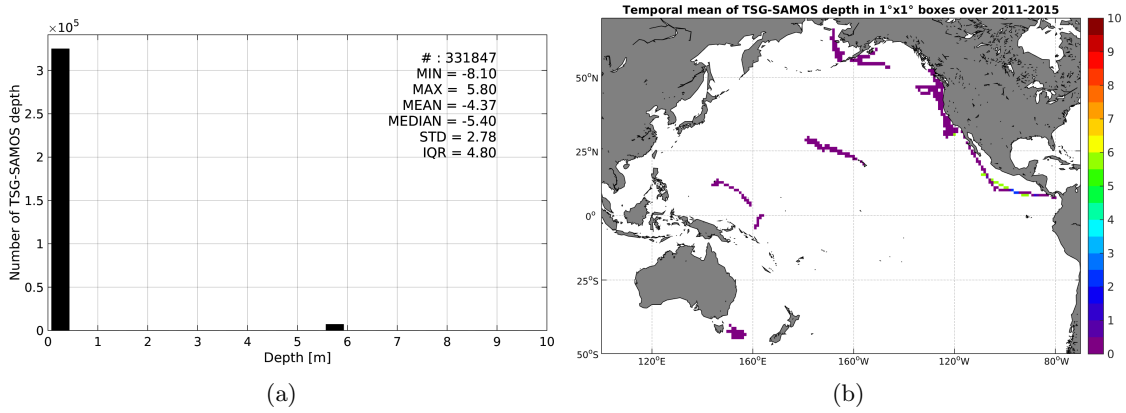 ×10⁵
3
2.5
2
1.5
1
0.5
0
Number of TSG-SAMOS depth
# : 331847
MIN = -8.10
MAX = 5.80
MEAN = -4.37
MEDIAN = -5.40
STD = 2.78
IQR = 4.80
0 1 2 3 4 5 6 7 8 9 10
Depth [m]
(a)
Temporal mean of TSG-SAMOS depth in 1°x1° boxes over 2011-2015
50°N
25°N
0°
25°S
50°S
120°E 160°E 160°W 120°W 80°W
10
9
8
7
6
5
4
3
2
1
0
(b)